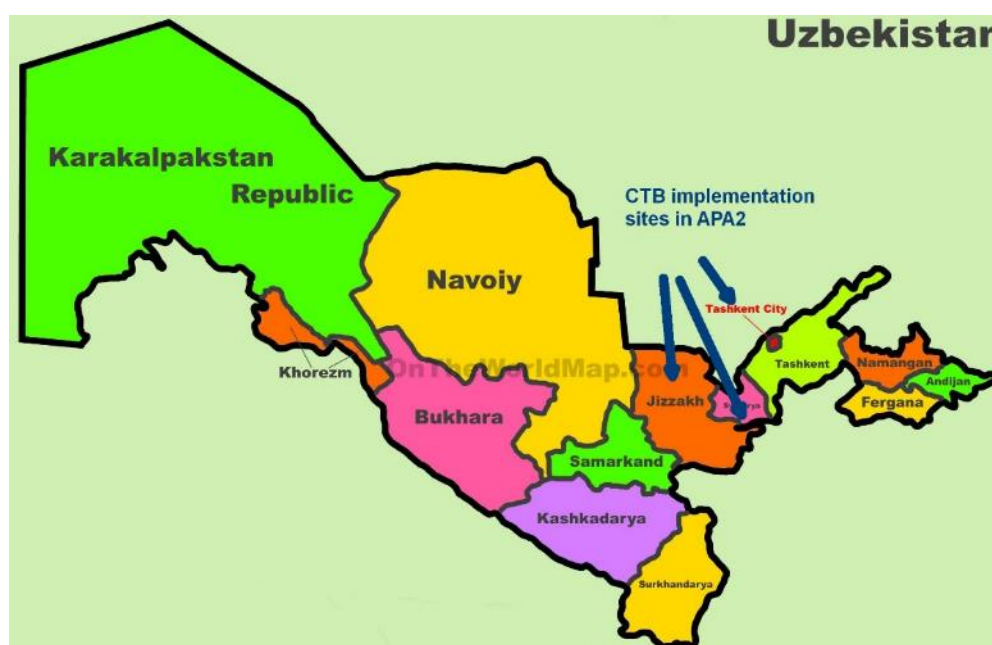 Uzbekistan
Karakalpakstan
Republic
CTB implementation
sites in APA2
Navoiy
Tashkent City
OnTheWorldMap.com
Khorezm
Tashkent
Namangan
Andijan
Fergana
Jizzakh
Bukhara
Samarkand
Kashkadarya
Surkhandarya